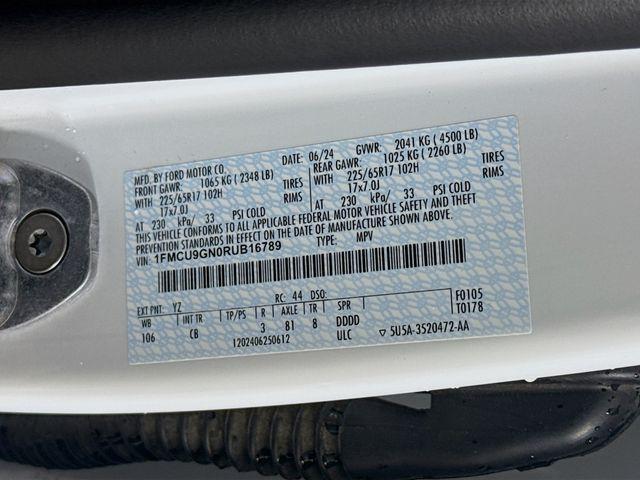 MFD. BY FORD MOTOR CO.
DATE: 06/24 GVWR: 2041 KG ( 4500 LB)
FRONT GAWR: 1065 KG ( 2348 LB)
REAR GAWR: 1025 KG ( 2260 LB)
WITH 225/65R17 102H TIRES
17x7.0J RIMS
WITH 225/65R17 102H TIRES
17x7.0J RIMS
AT 230 kPa/ 33 PSI COLD
AT 230 kPa/ 33 PSI COLD
THIS VEHICLE CONFORMS TO ALL APPLICABLE FEDERAL MOTOR VEHICLE SAFETY AND
THEFT PREVENTION STANDARDS IN EFFECT ON THE DATE OF MANUFACTURE SHOWN ABOVE.
1FMCU9GN0RUB16789 TYPE: MPV
EXT PNT: YZ RC: 44 DSO:
WB INT TR TP/PS R AXLE TR SPR
106 CB 3 81 8 DDDD
ULC
1202406250612
F0105
T0178
▽ 5U5A-3520472-AA